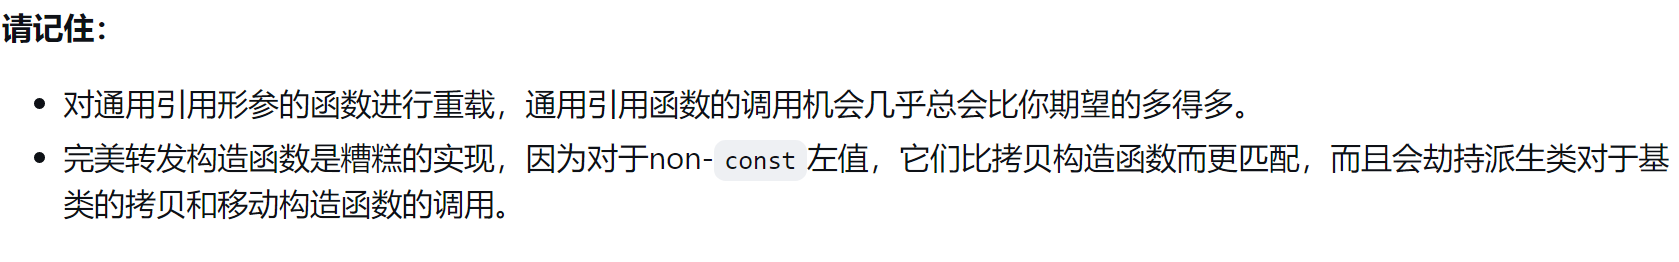 请记住：
• 对通用引用形参的函数进行重载，通用引用函数的调用机会几乎总会比你期望的多得多。
• 完美转发构造函数是糟糕的实现，因为对于non-const左值，它们比拷贝构造函数而更匹配，而且会劫持派生类对于基
类的拷贝和移动构造函数的调用。